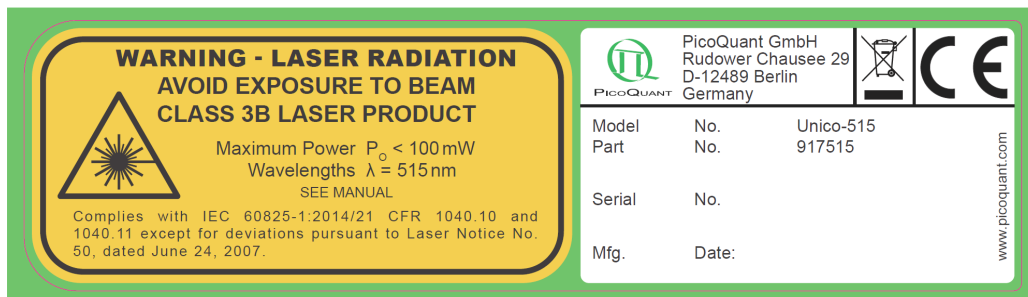 WARNING - LASER RADIATION
AVOID EXPOSURE TO BEAM
CLASS 3B LASER PRODUCT
Maximum Power Pₒ < 100 mW
Wavelengths λ = 515 nm
SEE MANUAL
Complies with IEC 60825-1:2014/21 CFR 1040.10 and
1040.11 except for deviations pursuant to Laser Notice No.
50, dated June 24, 2007.
PICOQUANT
PicoQuant GmbH
Rudower Chausee 29
D-12489 Berlin
Germany
CE
Model No. Unico-515
Part No. 917515
Serial No.
Mfg. Date:
www.picoquant.com